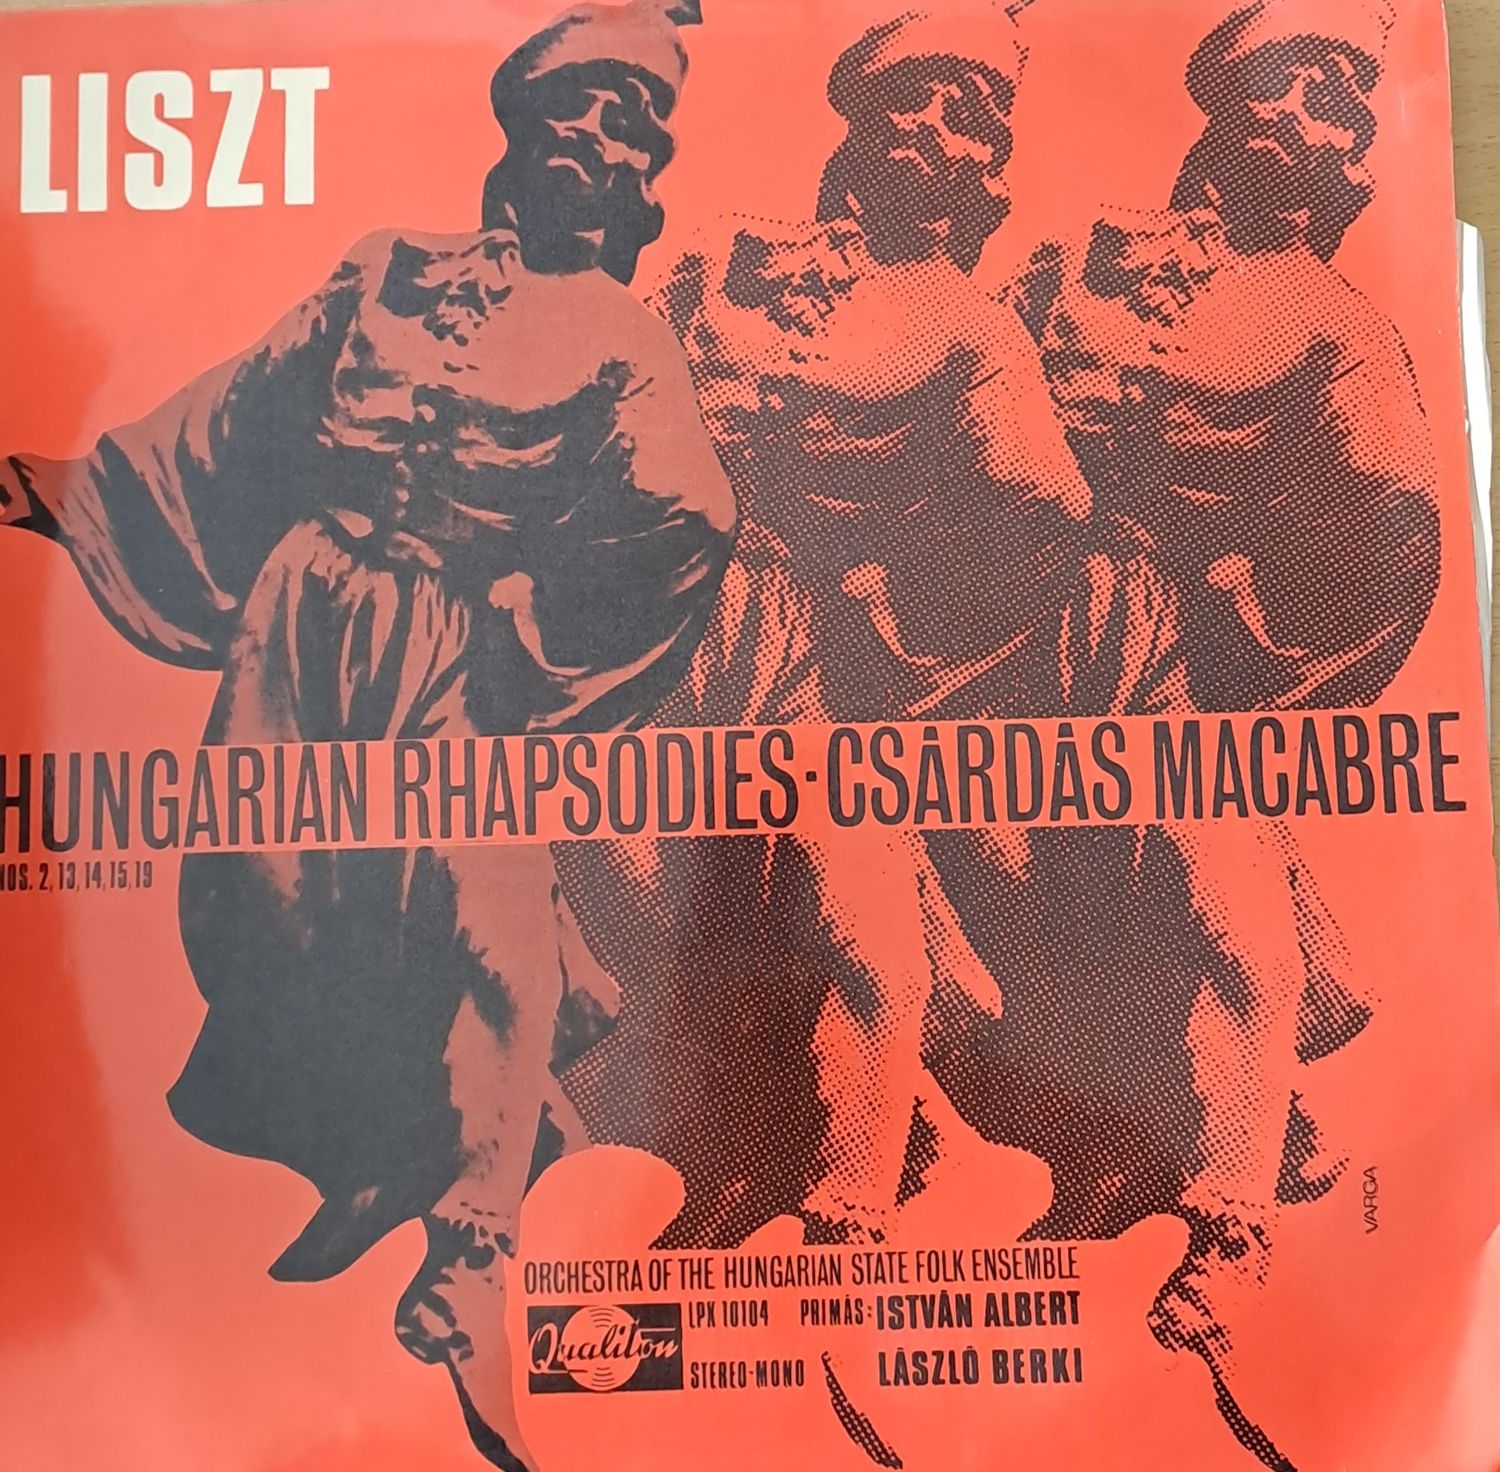 LISZT
HUNGARIAN RHAPSODIES·CSÁRDÁS MACABRE
NOS. 2, 13, 14, 15, 19
VARGA
ORCHESTRA OF THE HUNGARIAN STATE FOLK ENSEMBLE
Qualiton LPX 10104 PRIMÁS: ISTVÁN ALBERT
STEREO-MONO LÁSZLÓ BERKI